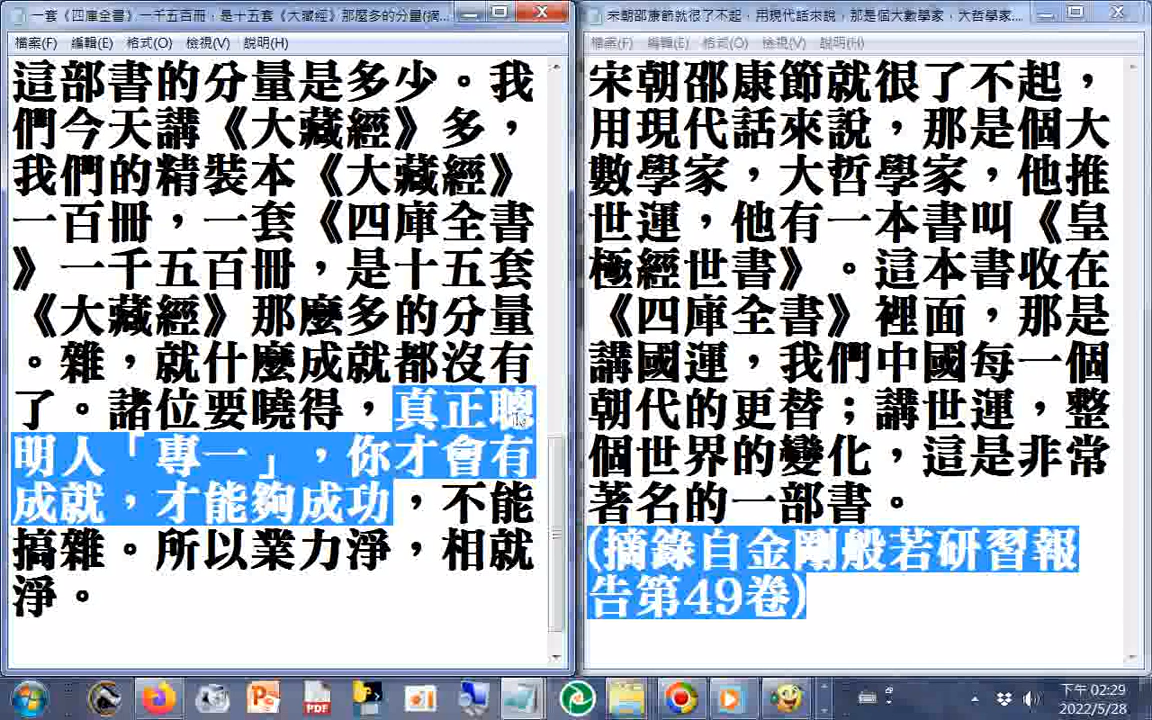 一套《四庫全書》一千五百冊，是十五套《大藏經》那麼多的分量(摘...
檔案(F) 編輯(E) 格式(O) 檢視(V) 說明(H)
這部書的分量是多少。我
們今天講《大藏經》多，
我們的精裝本《大藏經》
一百冊，一套《四庫全書
》一千五百冊，是十五套
《大藏經》那麼多的分量
。雜，就什麼成就都沒有
了。諸位要曉得，真正聰
明人「專一」，你才會有
成就，才能夠成功，不能
搞雜。所以業力淨，相就
淨。
宋朝邵康節就很了不起，用現代話來說，那是個大數學家，大哲學家...
檔案(F) 編輯(E) 格式(O) 檢視(V) 說明(H)
宋朝邵康節就很了不起，
用現代話來說，那是個大
數學家，大哲學家，他推
世運，他有一本書叫《皇
極經世書》。這本書收在
《四庫全書》裡面，那是
講國運，我們中國每一個
朝代的更替；講世運，整
個世界的變化，這是非常
著名的一部書。
(摘錄自金剛般若研習報
告第49卷)
PDF
下午 02:29
2022/5/28